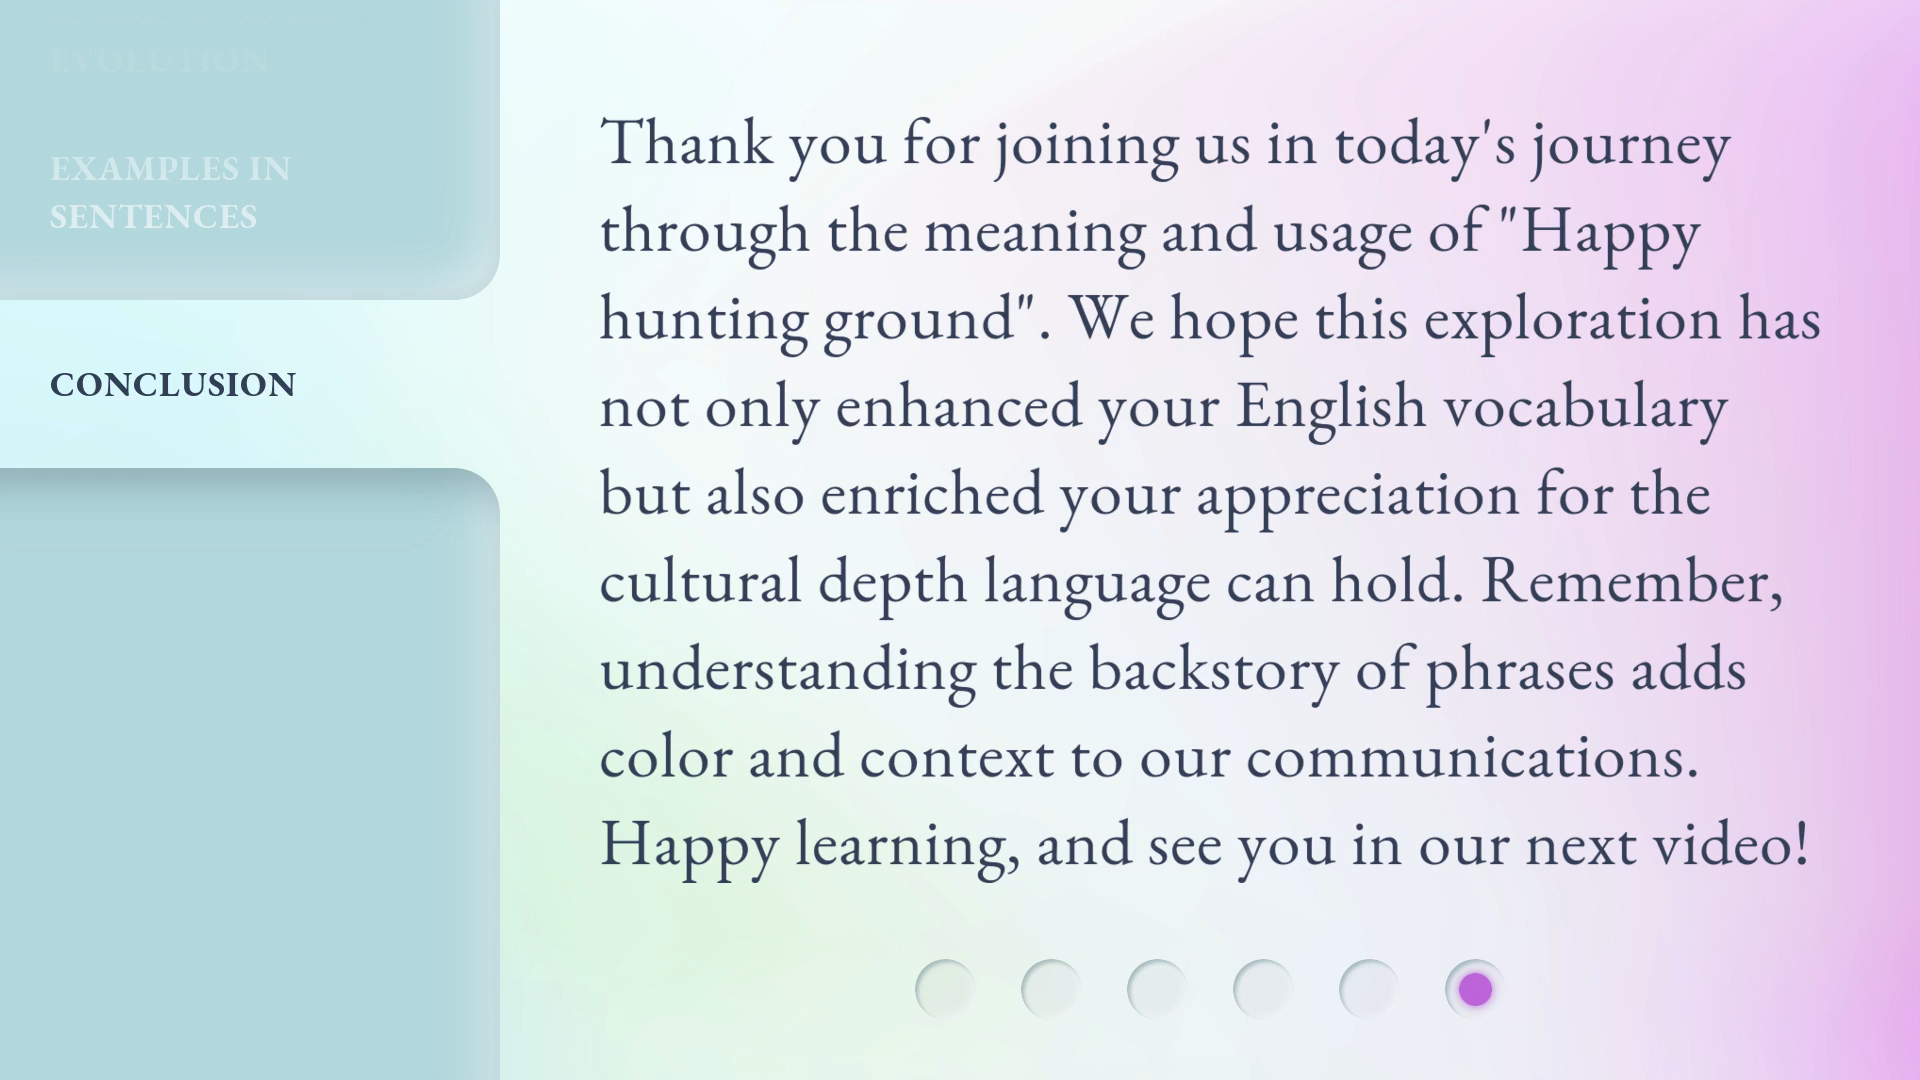 EVOLUTION
EXAMPLES IN
SENTENCES
CONCLUSION
Thank you for joining us in today's journey
through the meaning and usage of "Happy
hunting ground". We hope this exploration has
not only enhanced your English vocabulary
but also enriched your appreciation for the
cultural depth language can hold. Remember,
understanding the backstory of phrases adds
color and context to our communications.
Happy learning, and see you in our next video!